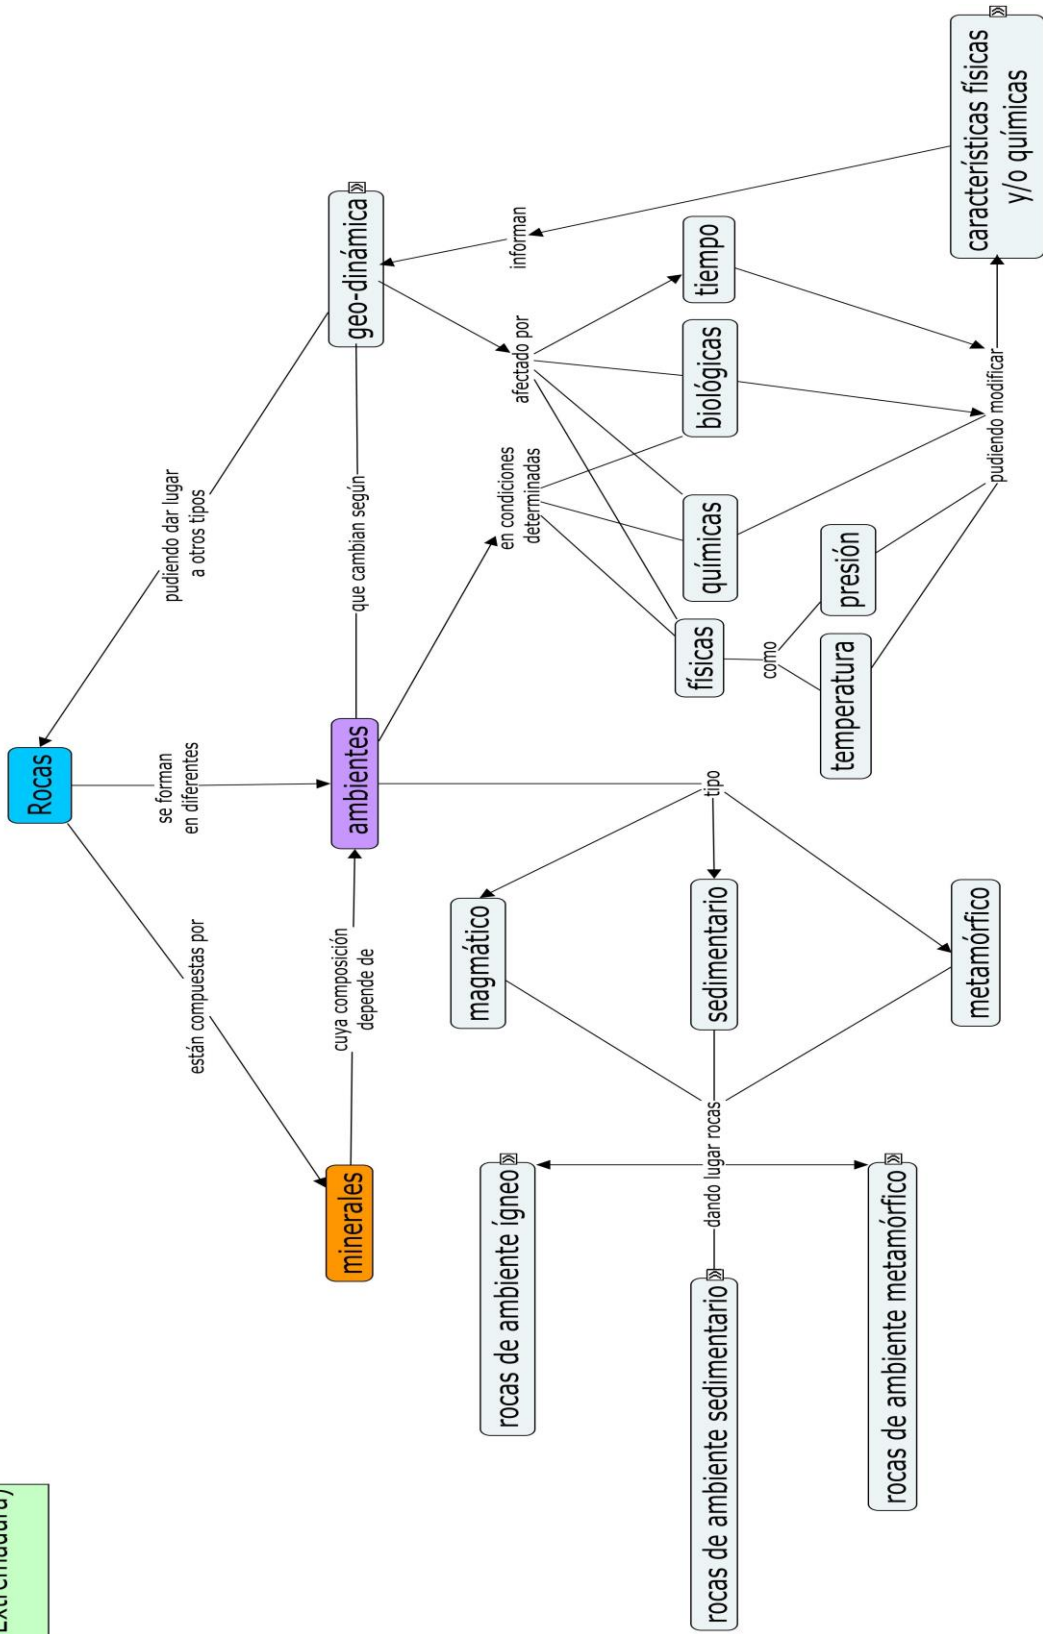 Extremadura)
Rocas
están compuestas por
se forman
en diferentes
pudiendo dar lugar
a otros tipos
minerales
cuya composición
depende de
ambientes
que cambian según
geo-dinámica
magmático
en condiciones
determinadas
afectado por
informan
rocas de ambiente ígneo
rocas de ambiente sedimentario
dando lugar rocas
sedimentario
tipo
físicas
químicas
biológicas
tiempo
como
temperatura
presión
rocas de ambiente metamórfico
metamórfico
pudiendo modificar
características físicas
y/o químicas